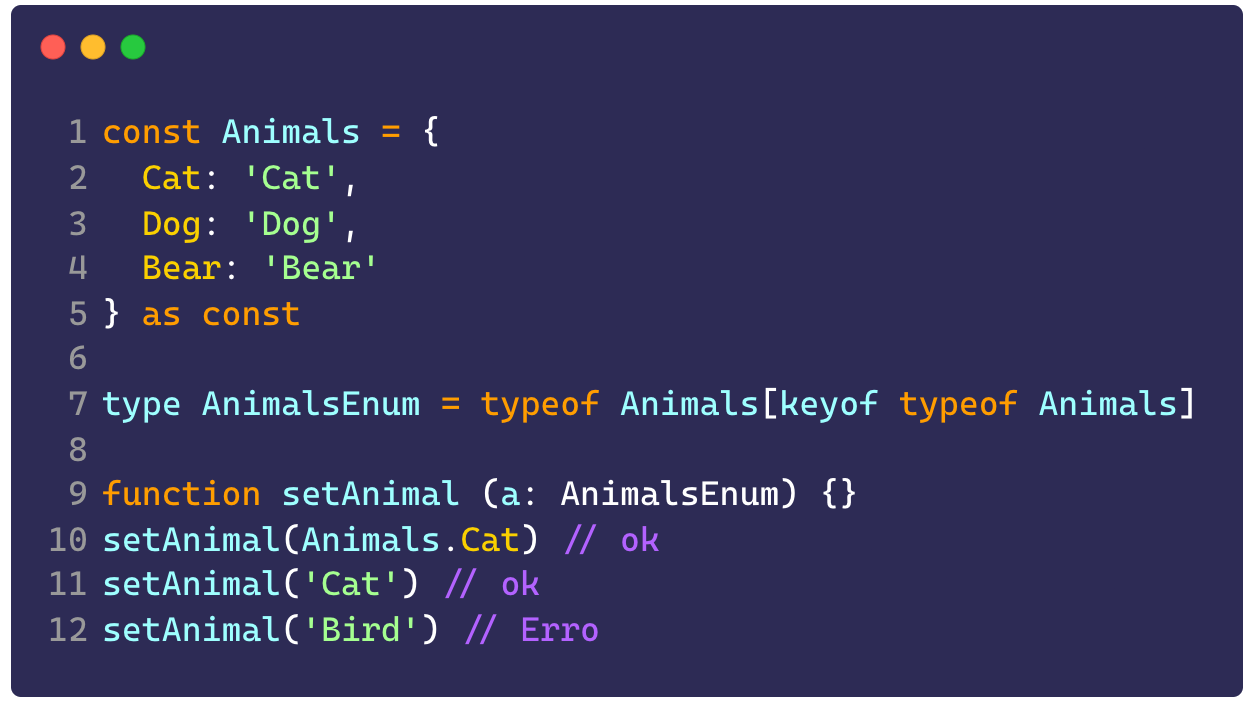 1 const Animals = {
2   Cat: 'Cat',
3   Dog: 'Dog',
4   Bear: 'Bear'
5 } as const
6
7 type AnimalsEnum = typeof Animals[keyof typeof Animals]
8
9 function setAnimal (a: AnimalsEnum) {}
10 setAnimal(Animals.Cat) // ok
11 setAnimal('Cat') // ok
12 setAnimal('Bird') // Erro